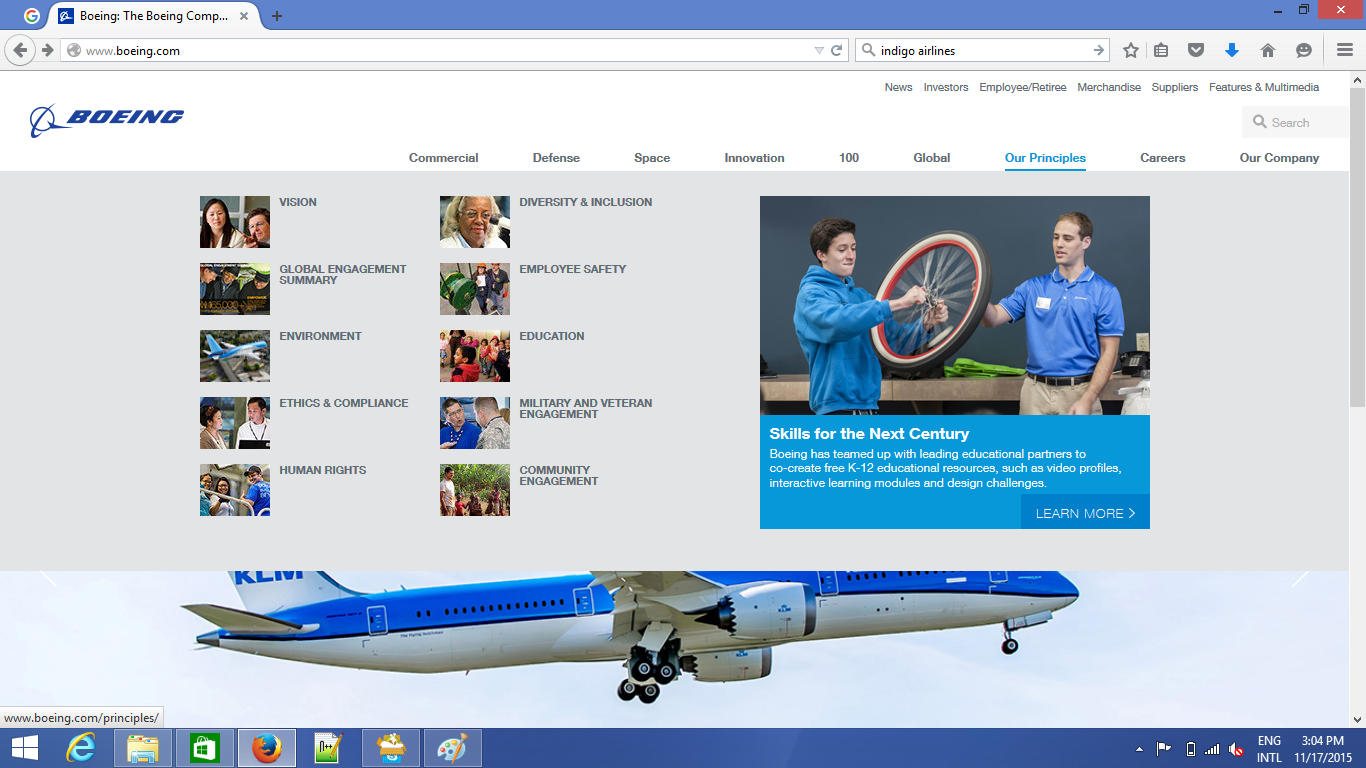 Boeing: The Boeing Comp...
www.boeing.com
indigo airlines
News Investors Employee/Retiree Merchandise Suppliers Features & Multimedia
BOEING
Search
Commercial Defense Space Innovation 100 Global Our Principles Careers Our Company
VISION
DIVERSITY & INCLUSION
GLOBAL ENGAGEMENT
SUMMARY
EMPLOYEE SAFETY
ENVIRONMENT
EDUCATION
ETHICS & COMPLIANCE
MILITARY AND VETERAN
ENGAGEMENT
HUMAN RIGHTS
COMMUNITY
ENGAGEMENT
Skills for the Next Century
Boeing has teamed up with leading educational partners to
co-create free K-12 educational resources, such as video profiles,
interactive learning modules and design challenges.
LEARN MORE
KLM
The Flying Dutchman
KLM
KLM
www.boeing.com/principles/
ENG
INTL
3:04 PM
11/17/2015